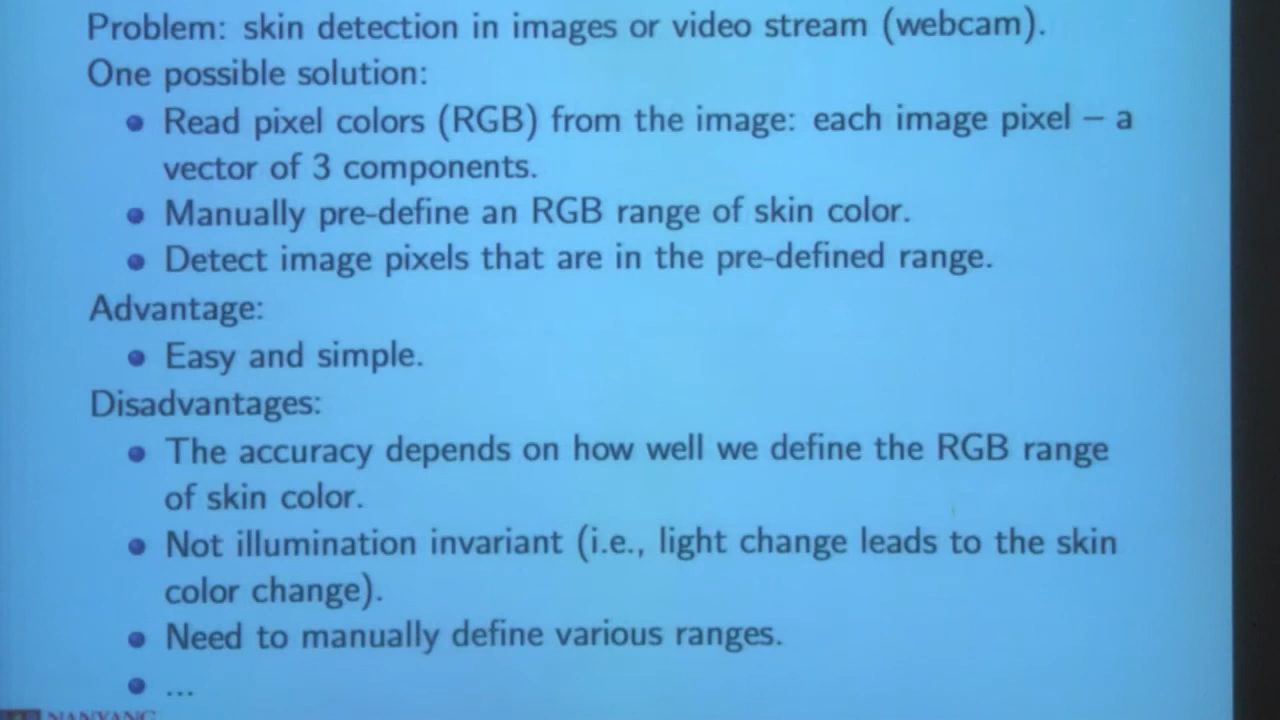 Problem: skin detection in images or video stream (webcam).
One possible solution:
• Read pixel colors (RGB) from the image: each image pixel – a
vector of 3 components.
• Manually pre-define an RGB range of skin color.
• Detect image pixels that are in the pre-defined range.
Advantage:
• Easy and simple.
Disadvantages:
• The accuracy depends on how well we define the RGB range
of skin color.
• Not illumination invariant (i.e., light change leads to the skin
color change).
• Need to manually define various ranges.
• ...
NANYANG